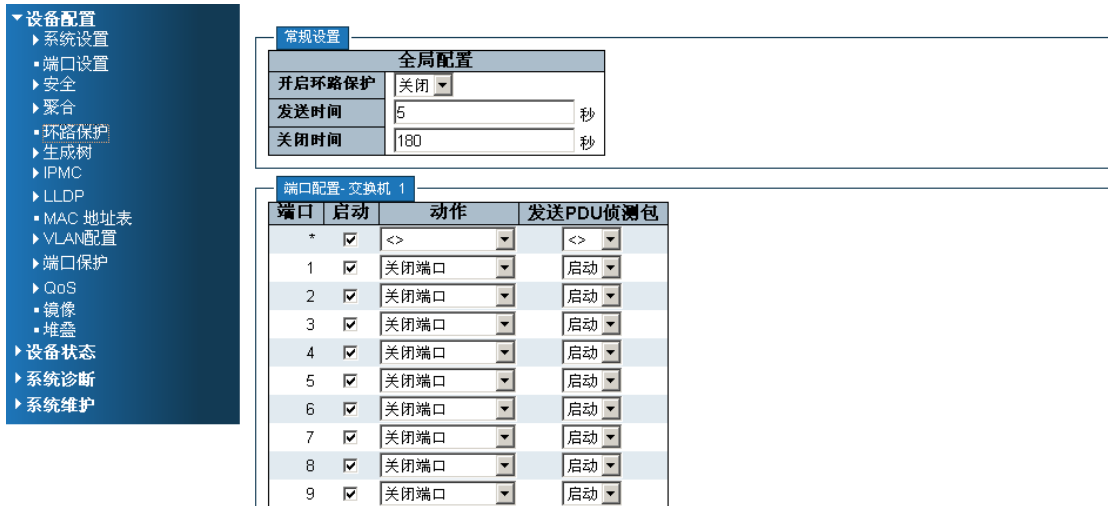 设备配置
系统设置
端口设置
安全
聚合
环路保护
生成树
IPMC
LLDP
MAC 地址表
VLAN配置
端口保护
QoS
镜像
堆叠
设备状态
系统诊断
系统维护
常规设置
全局配置
开启环路保护 关闭
发送时间 5 秒
关闭时间 180 秒
端口配置- 交换机 1
端口 启动 动作 发送PDU侦测包
* <> <>
1 关闭端口 启动
2 关闭端口 启动
3 关闭端口 启动
4 关闭端口 启动
5 关闭端口 启动
6 关闭端口 启动
7 关闭端口 启动
8 关闭端口 启动
9 关闭端口 启动